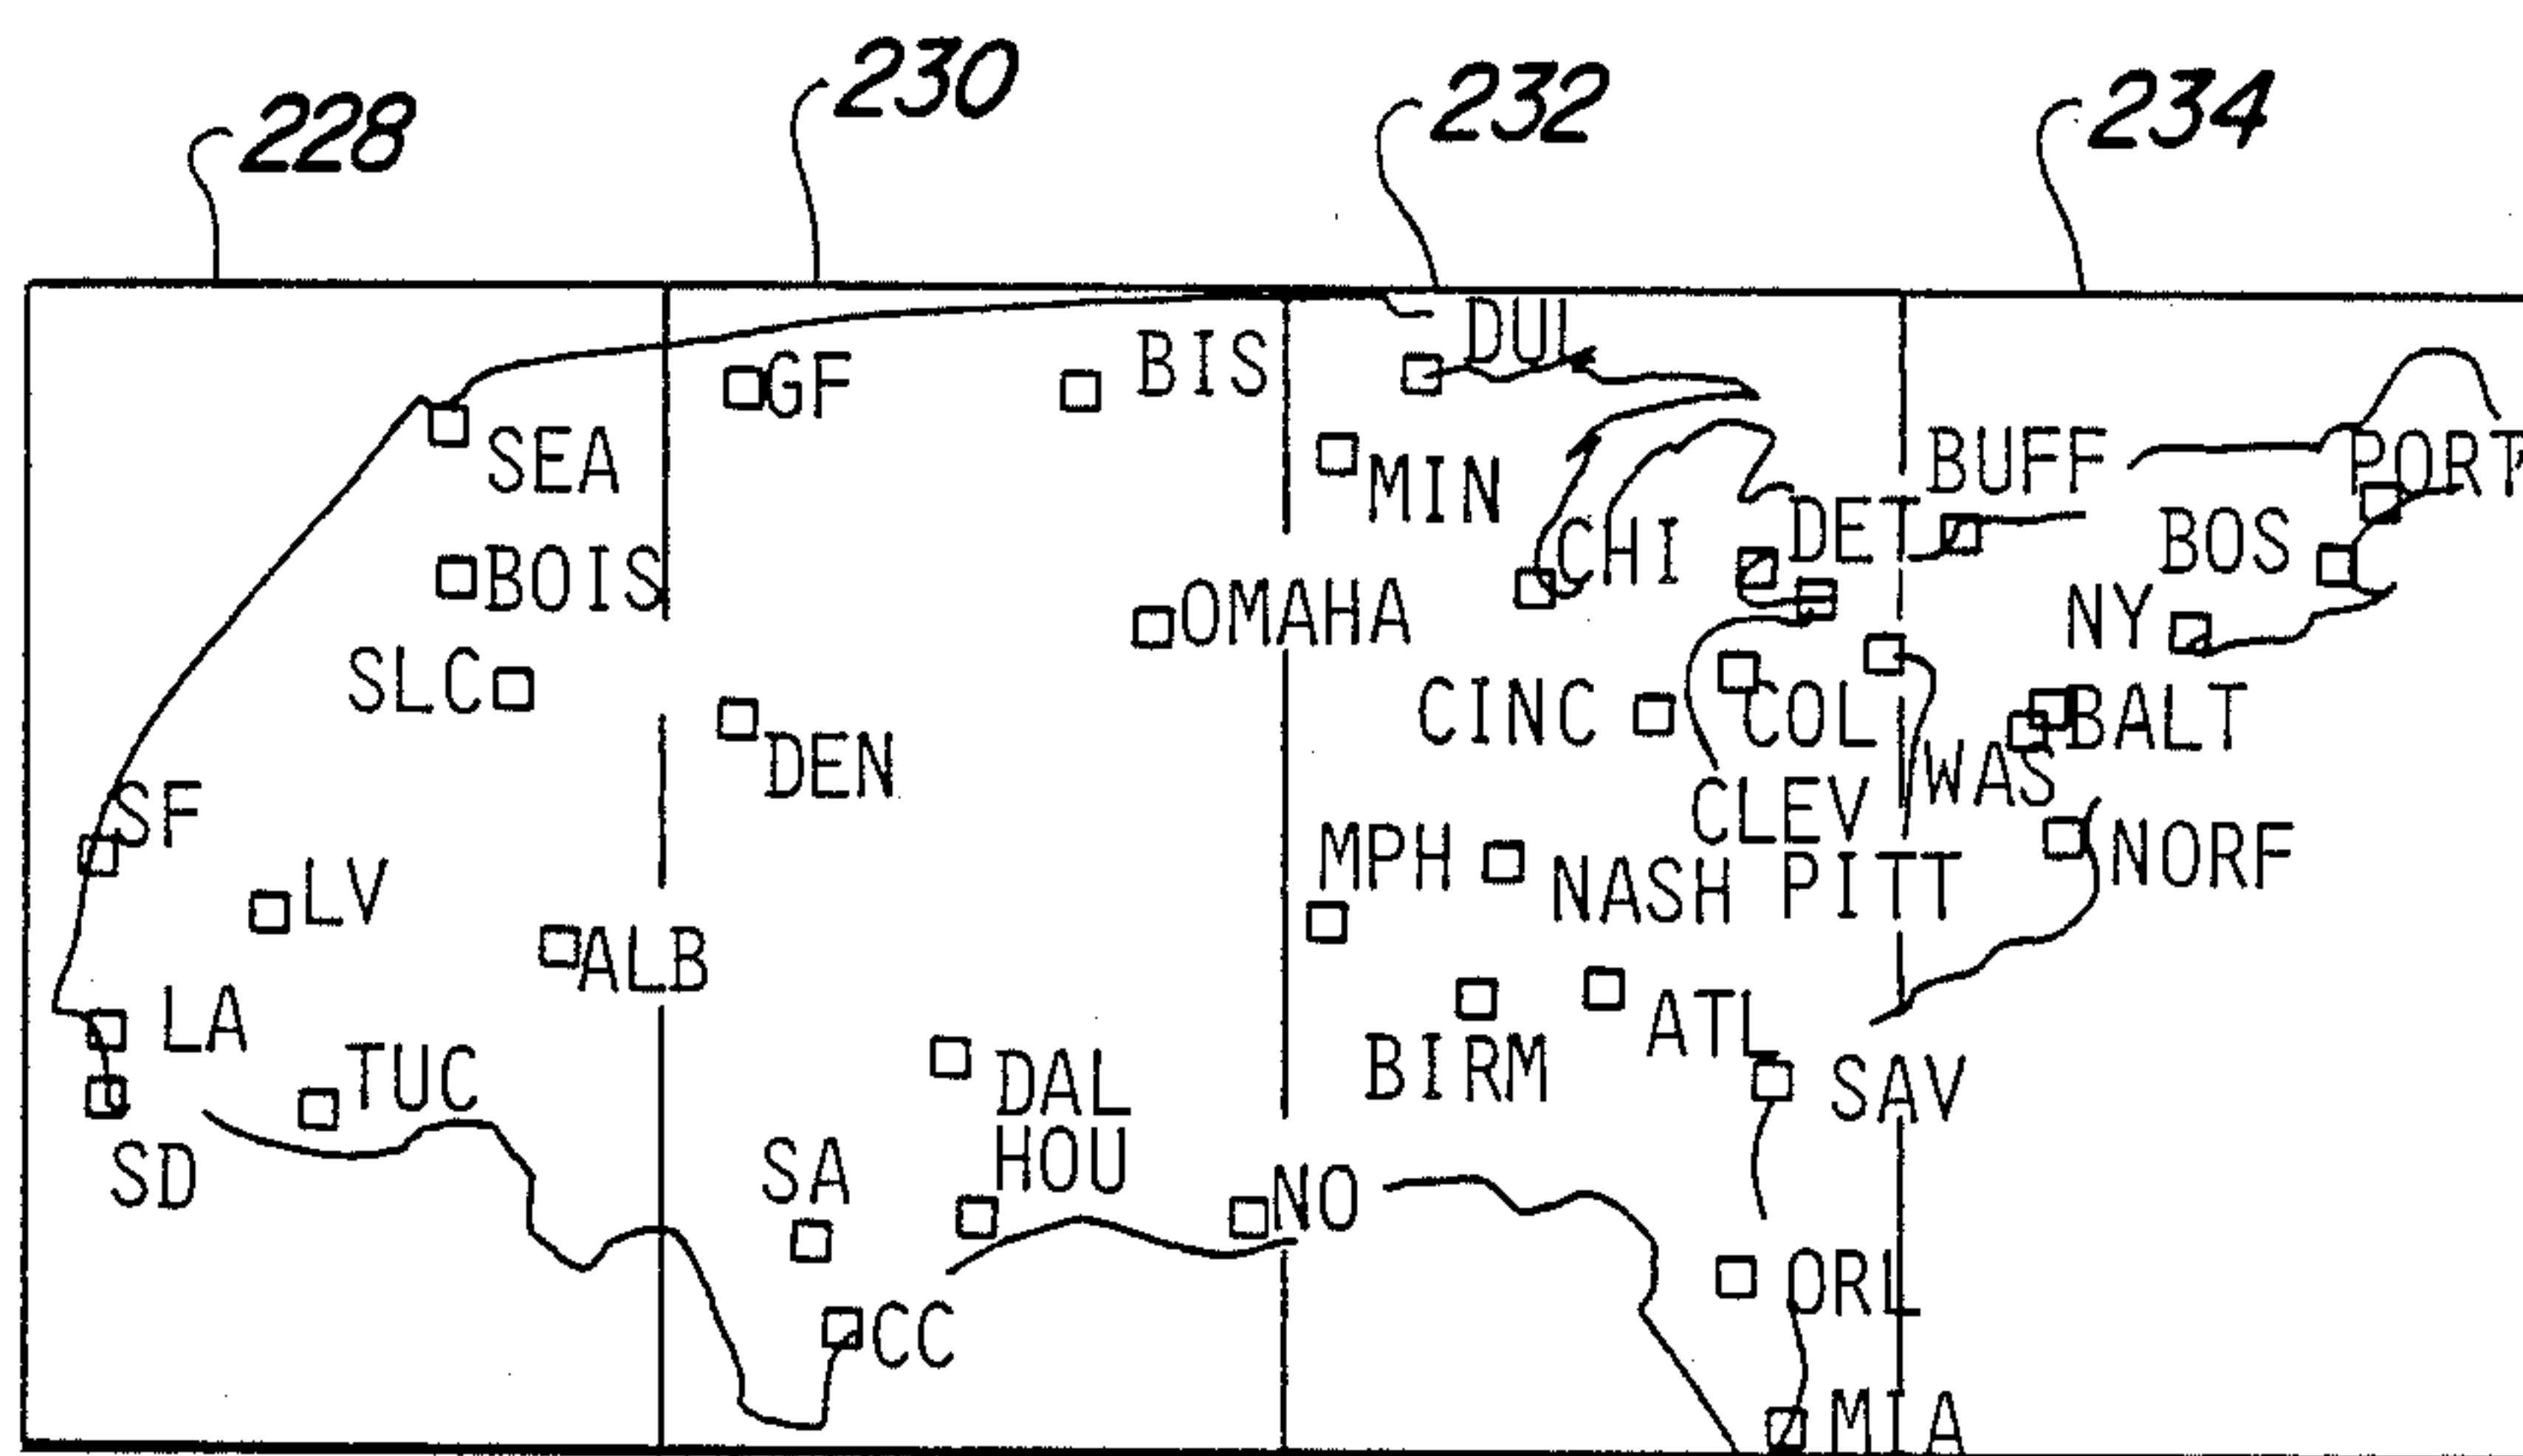 228 230 232 234
DUL
BIS
GF
SEA
MIN
BUFF
PORT
CHI
DET
BOS
BOIS
OMAHA
NY
SLC
CINC
COL
BALT
DEN
WAS
SF
CLEV
MPH
NORF
LV
NASH PITT
ALB
LA
ATL
TUC
BIRM
DAL
SAV
HOU
SD
SA
NO
ORL
CC
MIA